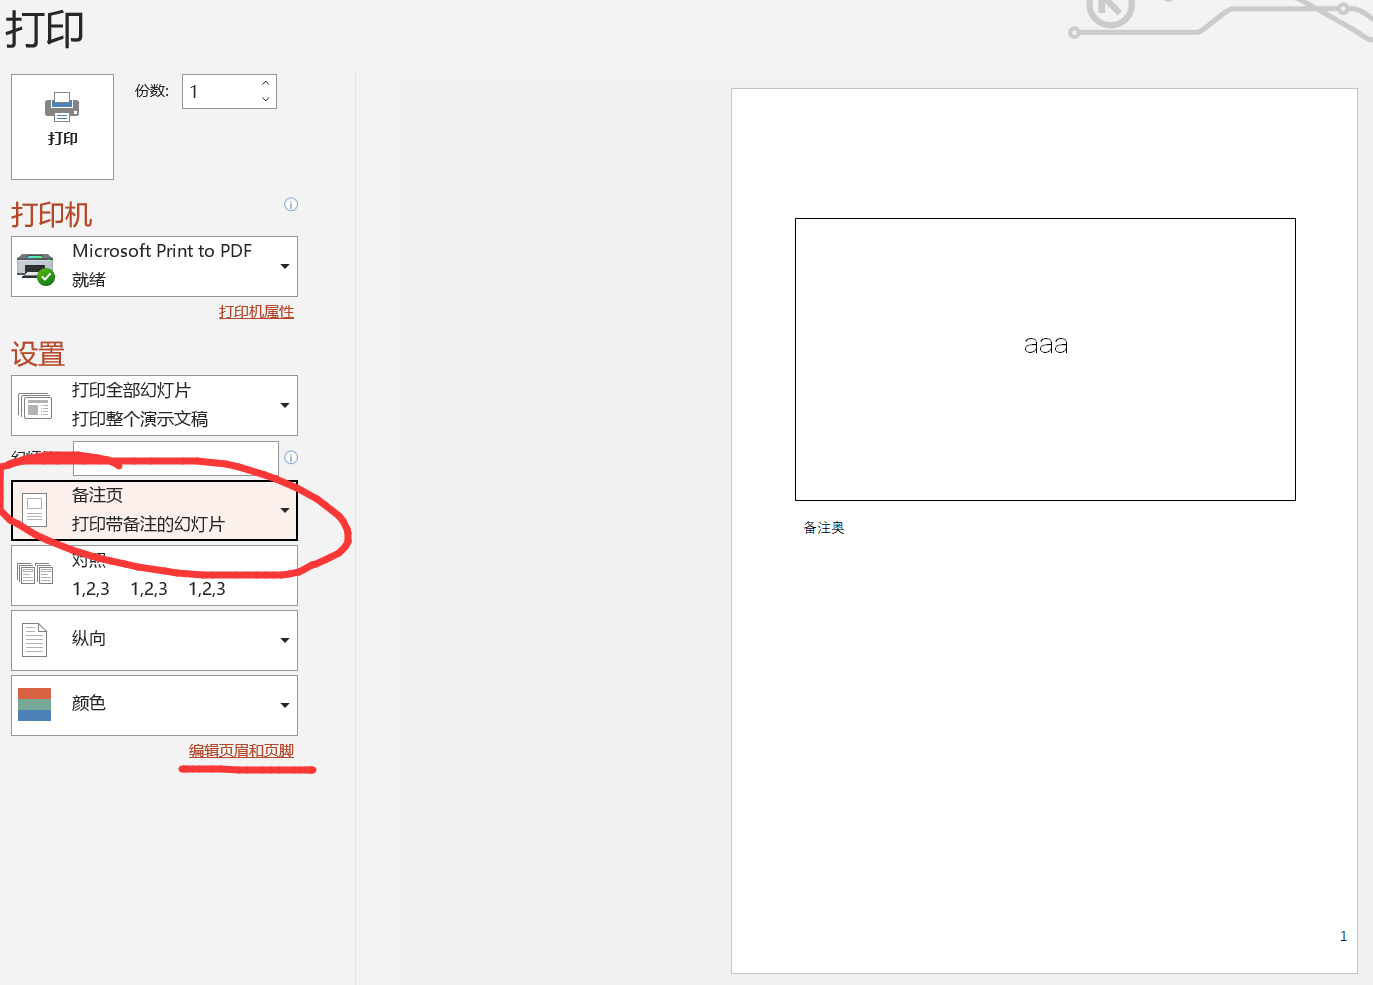 打印
份数:
1
打印
打印机
Microsoft Print to PDF
就绪
打印机属性
设置
打印全部幻灯片
打印整个演示文稿
备注页
打印带备注的幻灯片
对照
1,2,3 1,2,3 1,2,3
纵向
颜色
编辑页眉和页脚
aaa
备注奥
1